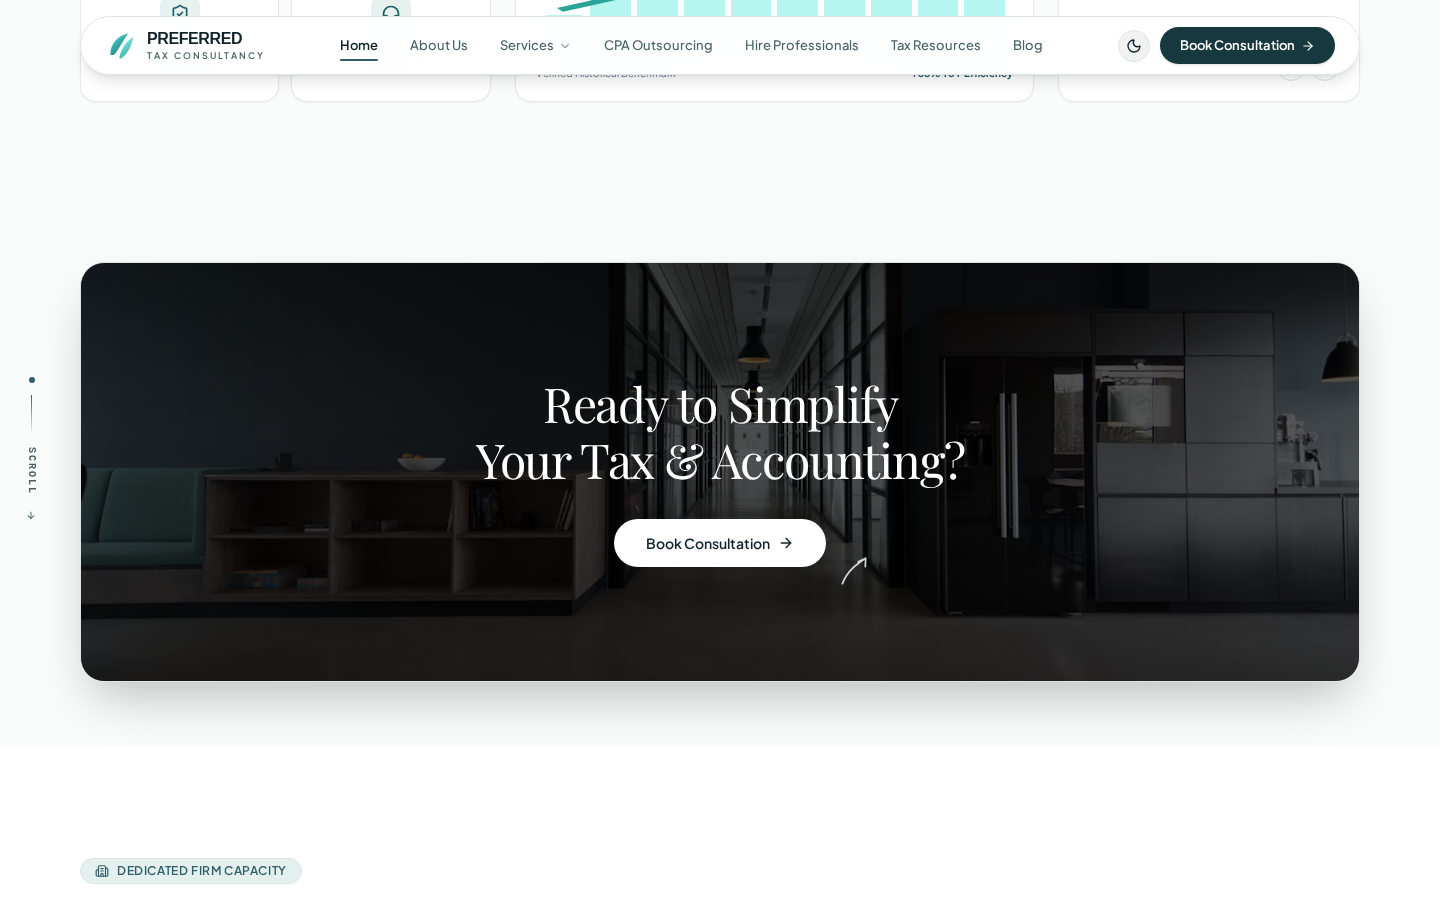 PREFERRED
TAX CONSULTANCY
Home
About Us
Services
CPA Outsourcing
Hire Professionals
Tax Resources
Blog
Book Consultation
SCROLL
Ready to Simplify
Your Tax & Accounting?
Book Consultation
DEDICATED FIRM CAPACITY